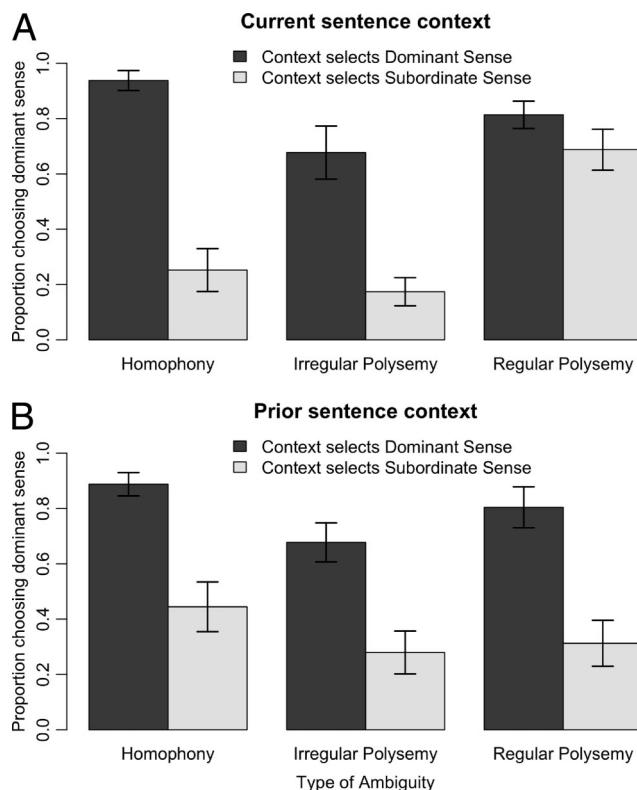 A
Current sentence context
Context selects Dominant Sense
Context selects Subordinate Sense
Proportion choosing dominant sense
1.0
0.8
0.6
0.4
0.2
0.0
Homophony
Irregular Polysemy
Regular Polysemy
B
Prior sentence context
Context selects Dominant Sense
Context selects Subordinate Sense
Proportion choosing dominant sense
1.0
0.8
0.6
0.4
0.2
0.0
Homophony
Irregular Polysemy
Regular Polysemy
Type of Ambiguity